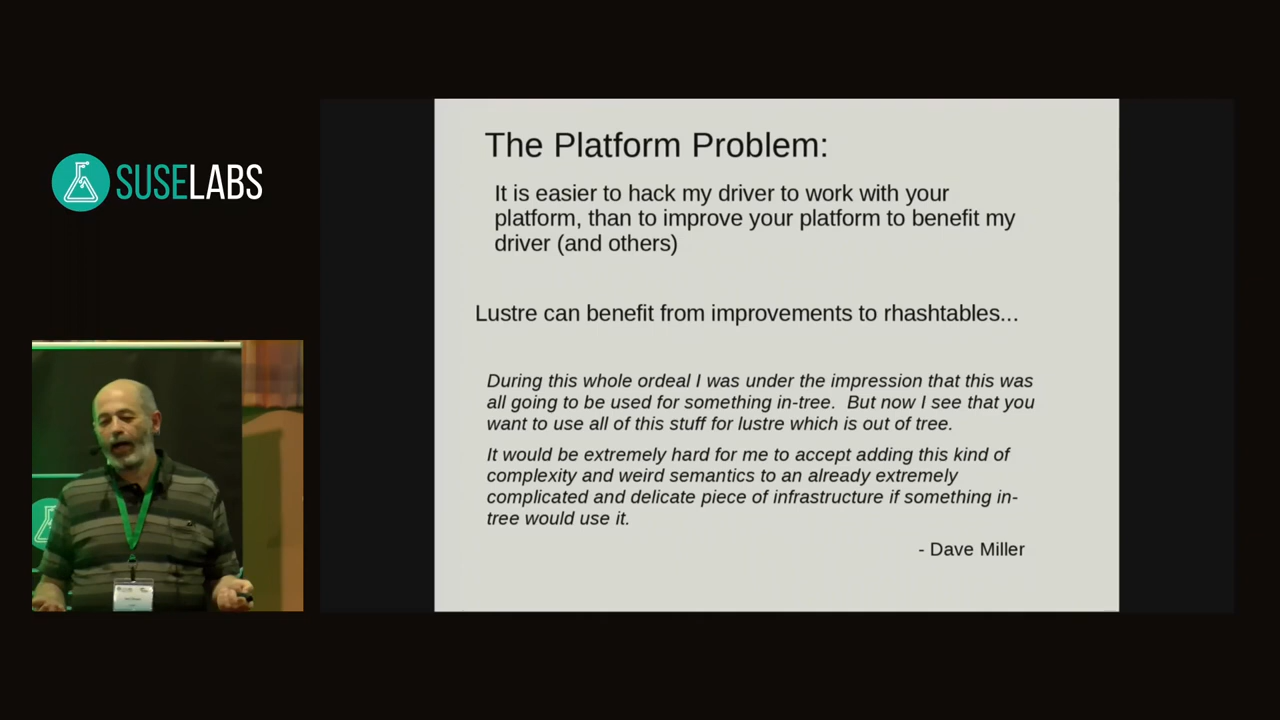 SUSELABS
The Platform Problem:
It is easier to hack my driver to work with your
platform, than to improve your platform to benefit my
driver (and others)
Lustre can benefit from improvements to rhashtables...
During this whole ordeal I was under the impression that this was
all going to be used for something in-tree.  But now I see that you
want to use all of this stuff for lustre which is out of tree.
It would be extremely hard for me to accept adding this kind of
complexity and weird semantics to an already extremely
complicated and delicate piece of infrastructure if something in-
tree would use it.
- Dave Miller